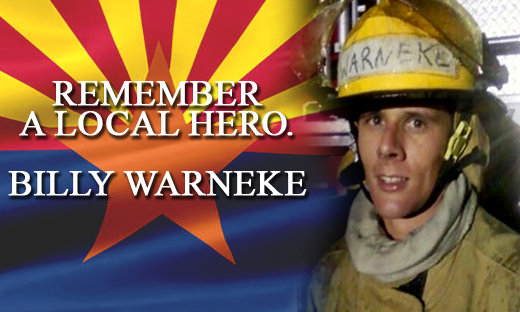 REMEMBER
A LOCAL HERO.
BILLY WARNEKE
WARNEKE